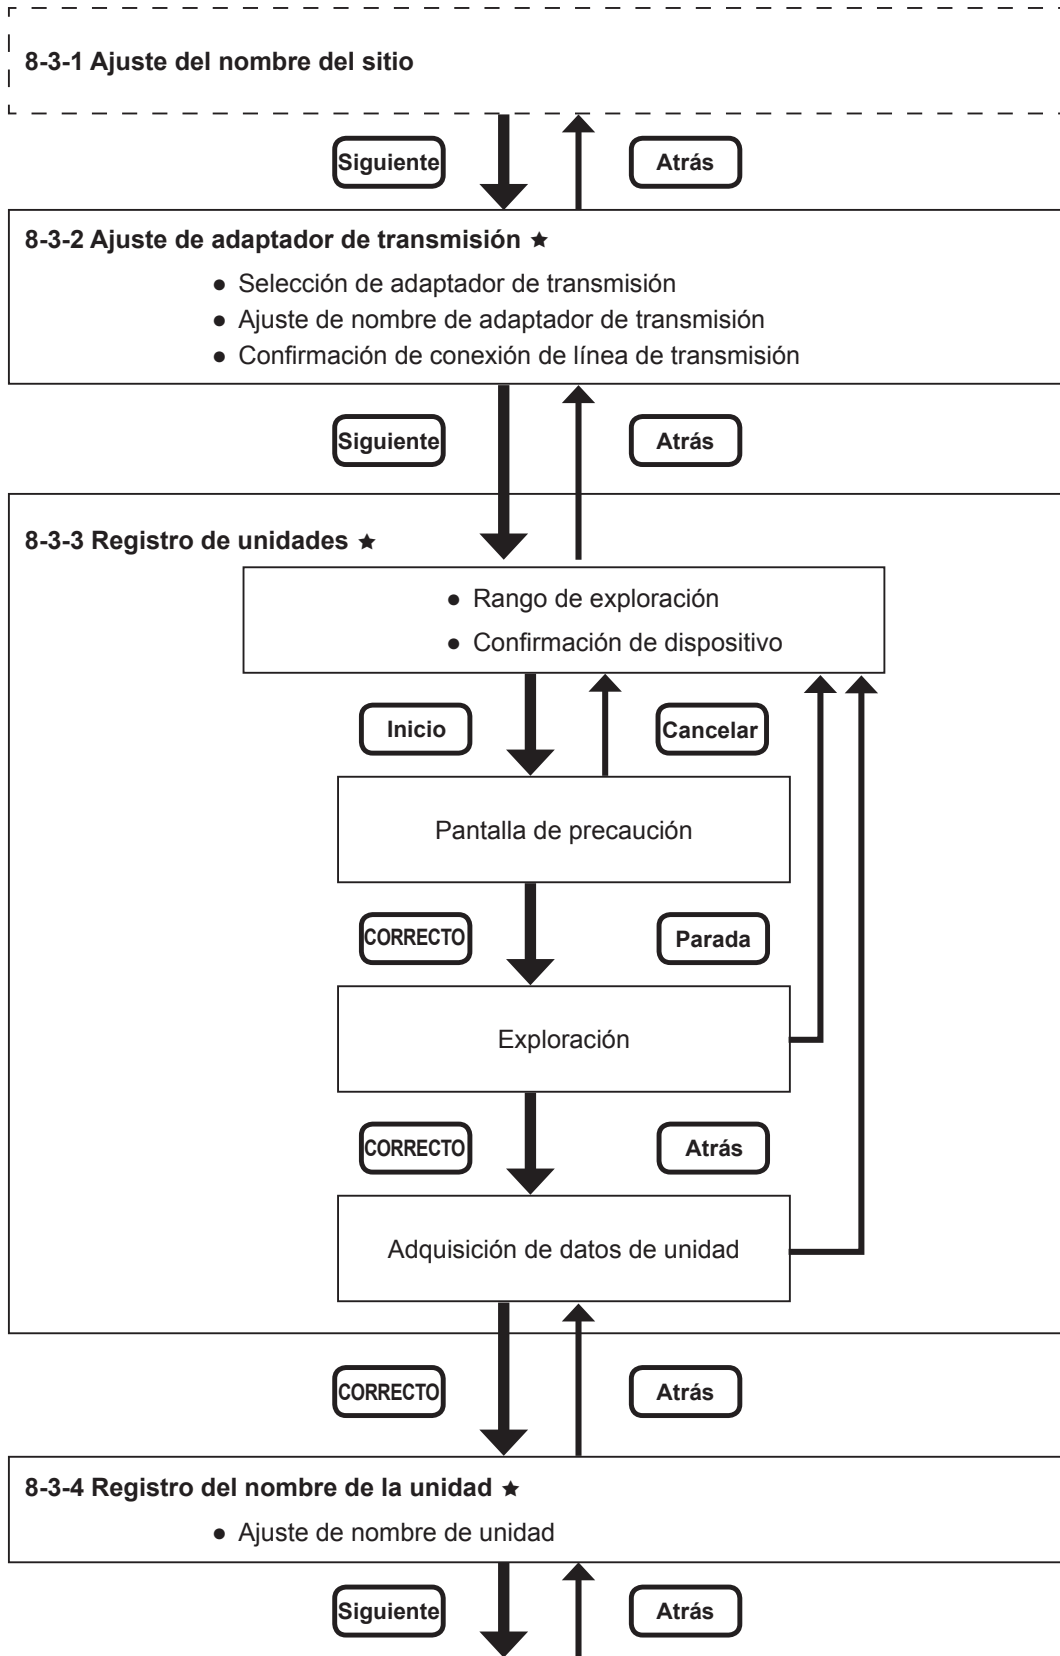 8-3-1 Ajuste del nombre del sitio
Siguiente Atrás
8-3-2 Ajuste de adaptador de transmisión ★
● Selección de adaptador de transmisión
● Ajuste de nombre de adaptador de transmisión
● Confirmación de conexión de línea de transmisión
Siguiente Atrás
8-3-3 Registro de unidades ★
● Rango de exploración
● Confirmación de dispositivo
Inicio Cancelar
Pantalla de precaución
CORRECTO Parada
Exploración
CORRECTO Atrás
Adquisición de datos de unidad
CORRECTO Atrás
8-3-4 Registro del nombre de la unidad ★
● Ajuste de nombre de unidad
Siguiente Atrás